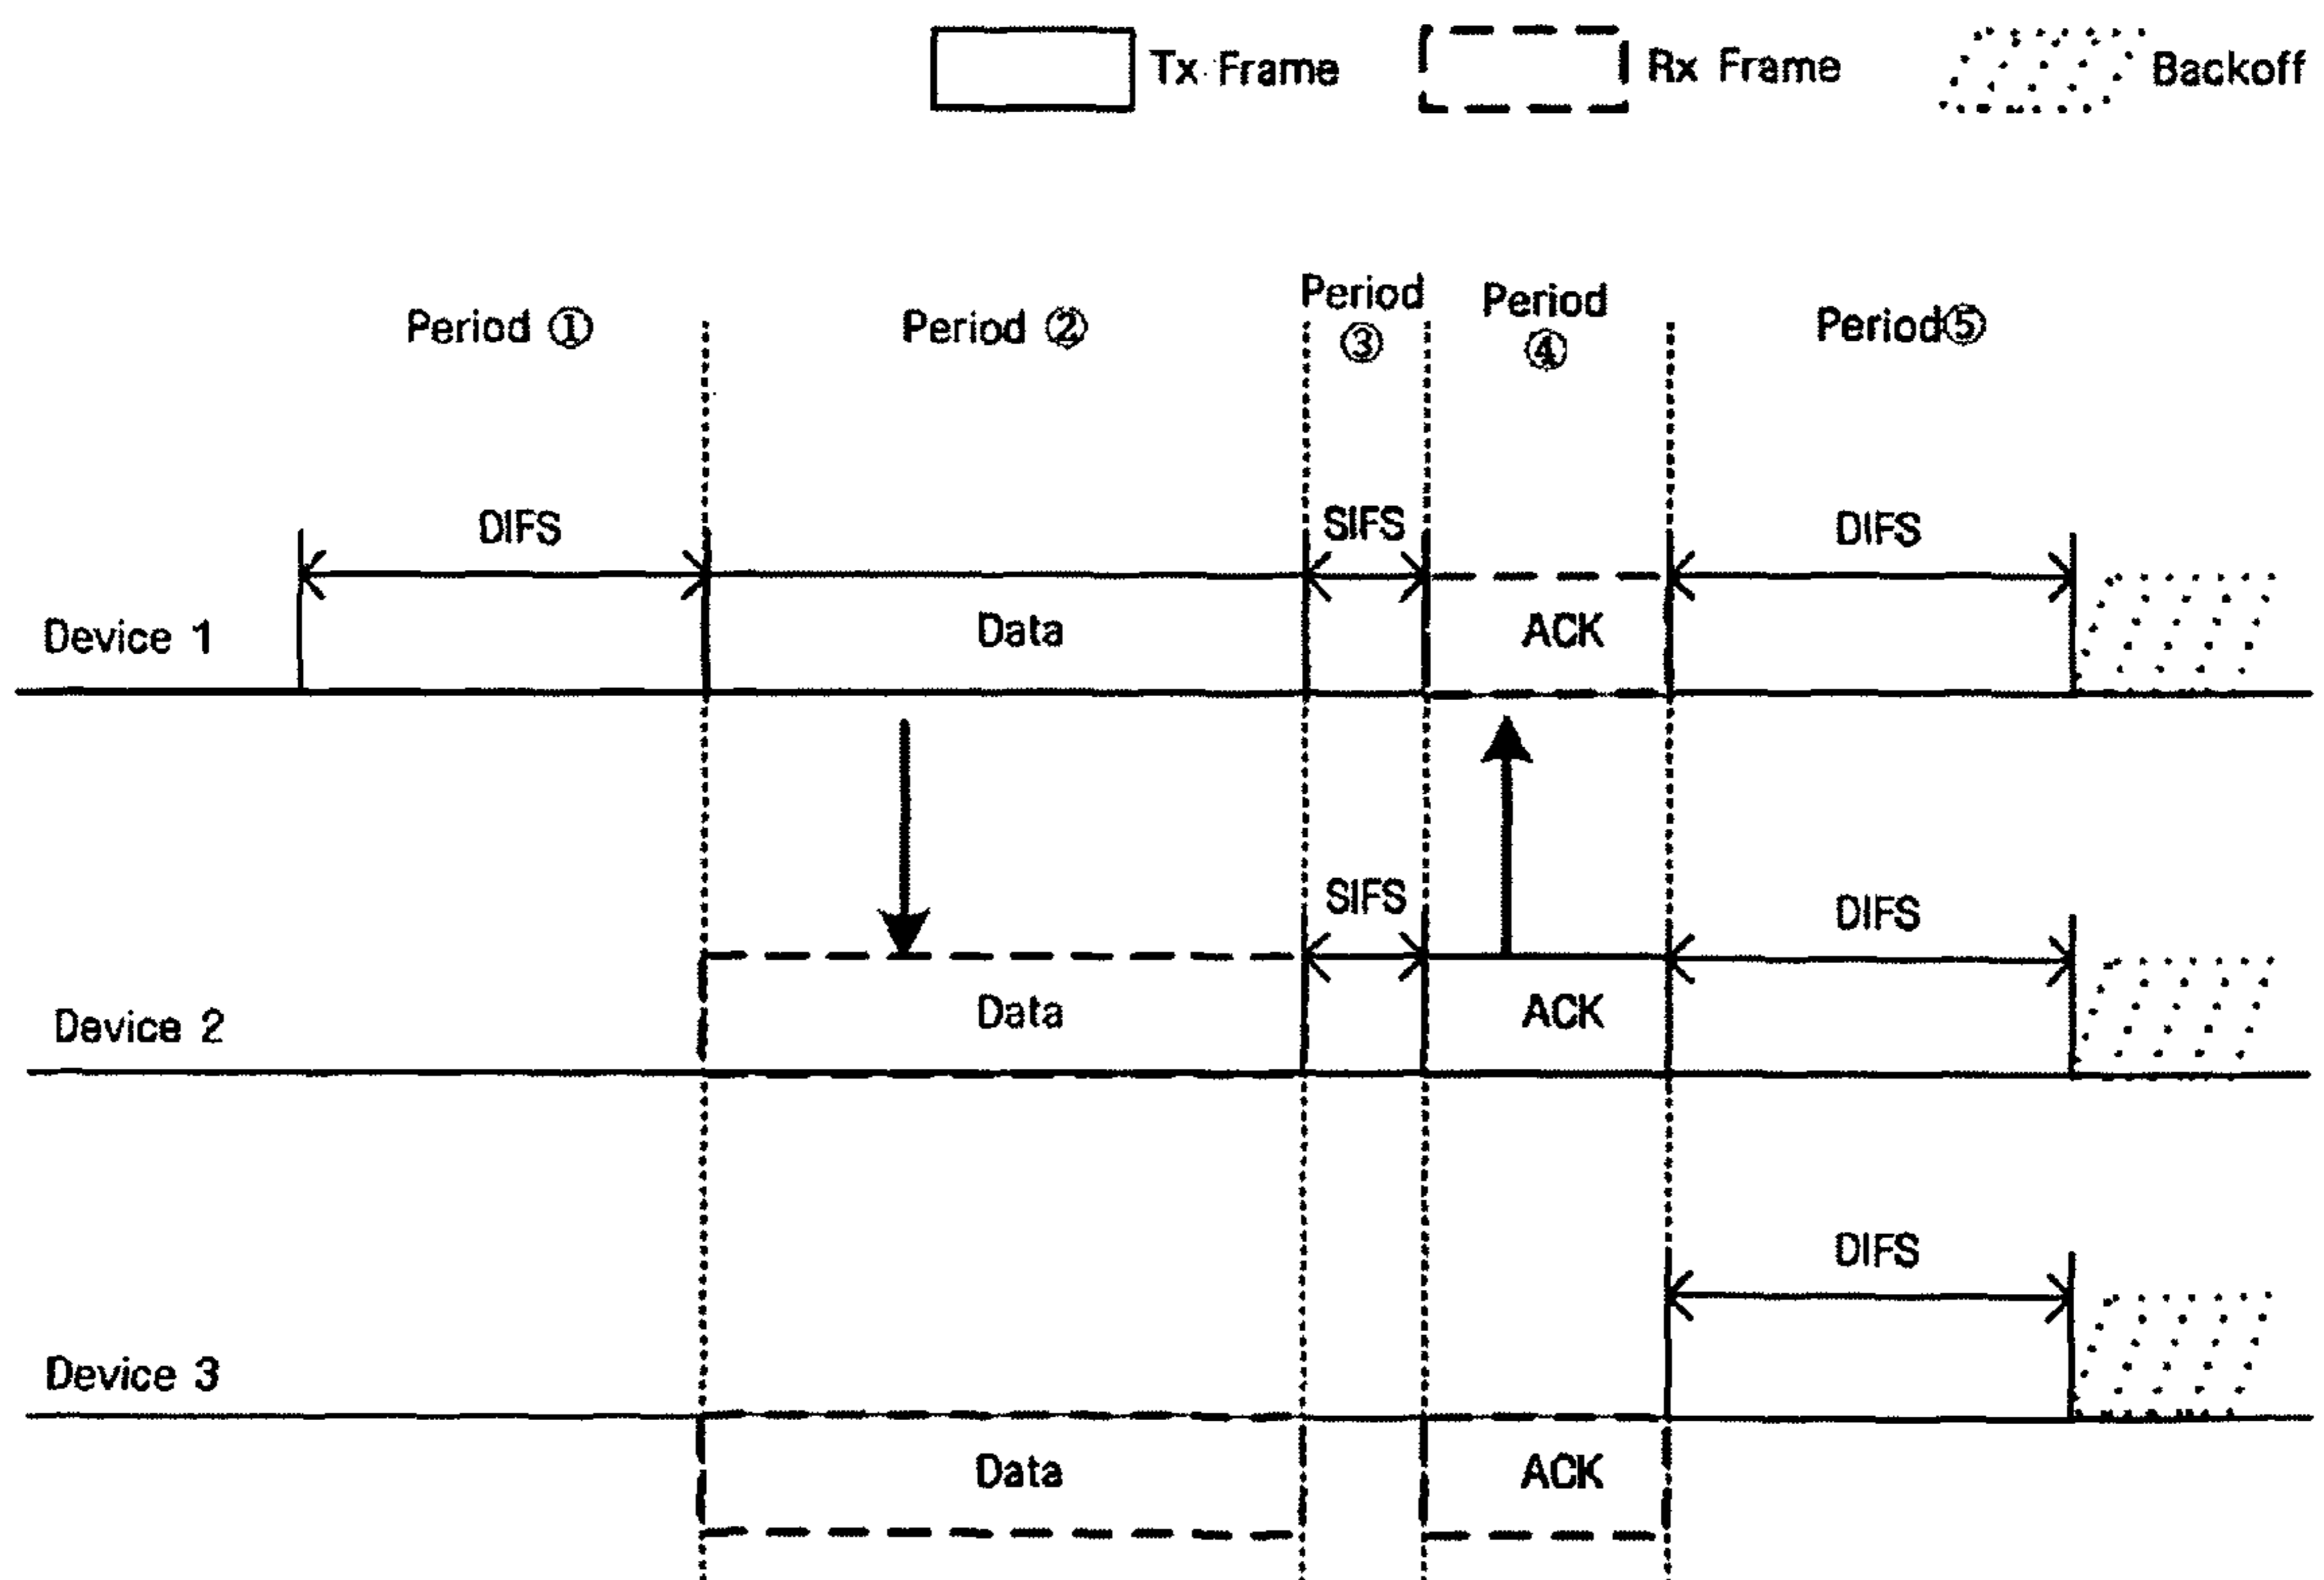 Tx Frame Rx Frame Backoff
Period ① Period ② Period ③ Period ④ Period⑤
DIFS SIFS DIFS
Device 1 Data ACK
SIFS DIFS
Device 2 Data ACK
DIFS
Device 3
Data ACK